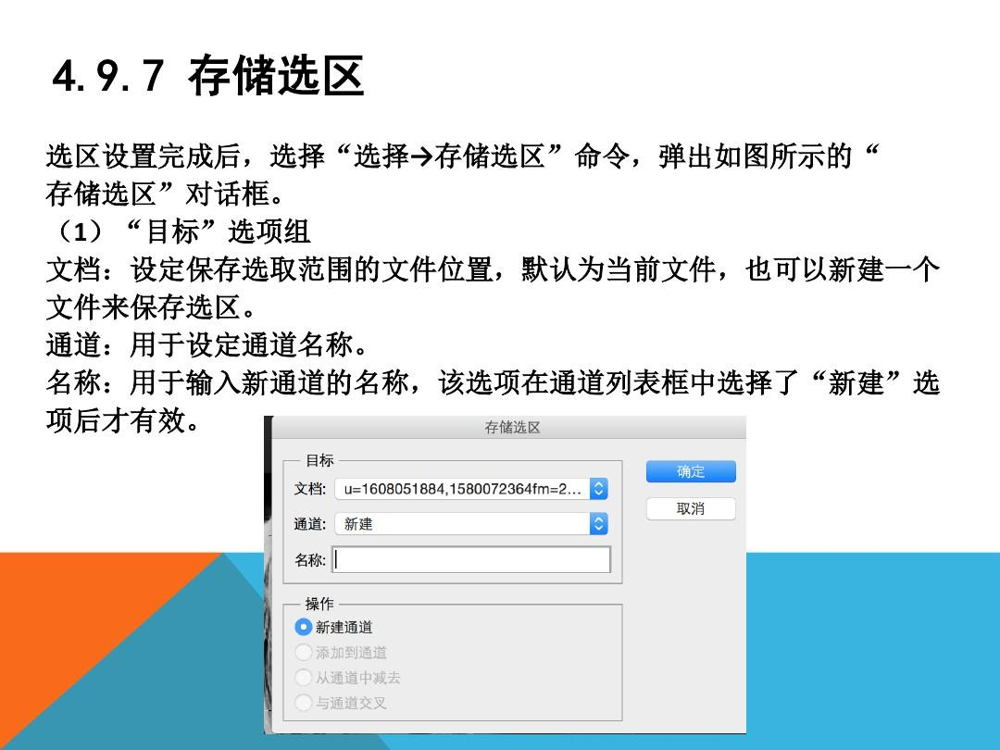 4.9.7 存储选区
选区设置完成后，选择“选择→存储选区”命令，弹出如图所示的“
存储选区”对话框。
（1）“目标”选项组
文档：设定保存选取范围的文件位置，默认为当前文件，也可以新建一个
文件来保存选区。
通道：用于设定通道名称。
名称：用于输入新通道的名称，该选项在通道列表框中选择了“新建”选
项后才有效。
存储选区
目标
文档: u=1608051884,1580072364fm=2...
通道: 新建
名称:
确定
取消
操作
新建通道
添加到通道
从通道中减去
与通道交叉